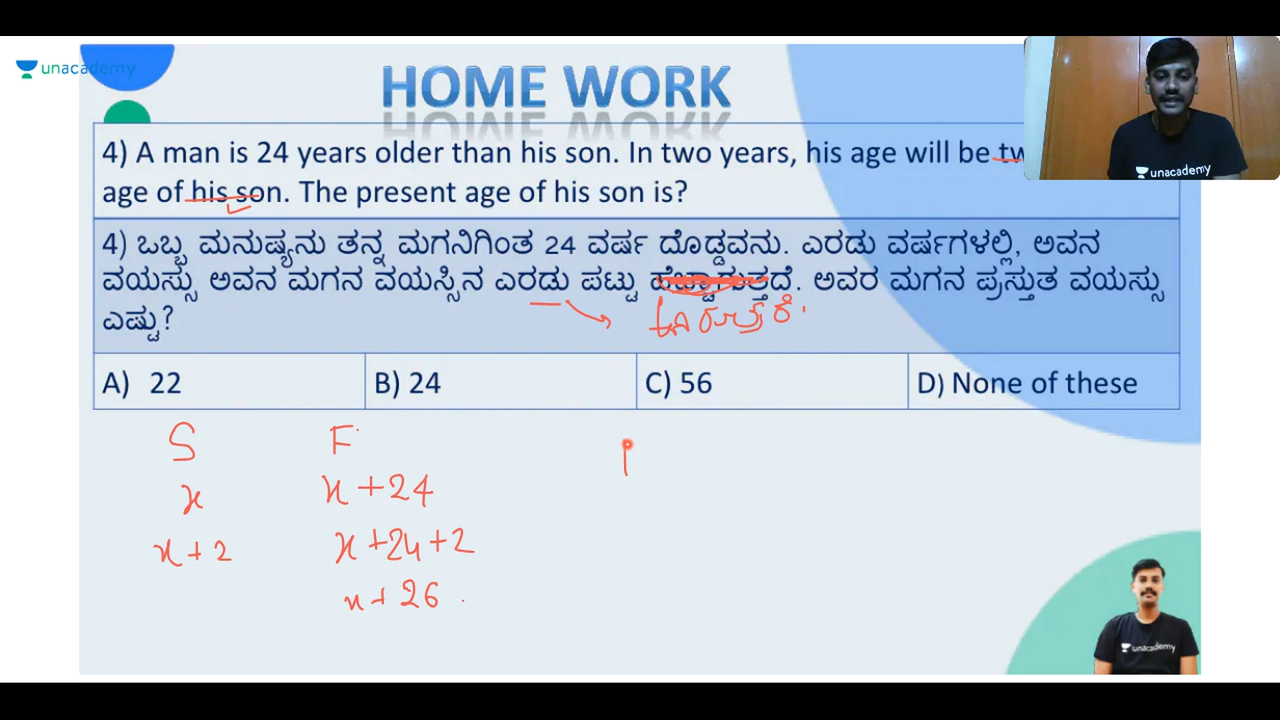 unacademy
HOME WORK
4) A man is 24 years older than his son. In two years, his age will be
age of his son. The present age of his son is?
4) ಒಬ್ಬ ಮನುಷ್ಯನು ತನ್ನ ಮಗನಿಗಿಂತ 24 ವರ್ಷ ದೊಡ್ಡವನು. ಎರಡು ವರ್ಷಗಳಲ್ಲಿ, ಅವನ
ವಯಸ್ಸು ಅವನ ಮಗನ ವಯಸ್ಸಿನ ಎರಡು ಪಟ್ಟು ಹೆಚ್ಚಾಗುತ್ತದೆ. ಅವರ ಮಗನ ಪ್ರಸ್ತುತ ವಯಸ್ಸು
ಎಷ್ಟು?
A) 22 B) 24 C) 56 D) None of these
S F
x x + 24
x + 2 x + 24 + 2
x + 26
unacademy
unacademy